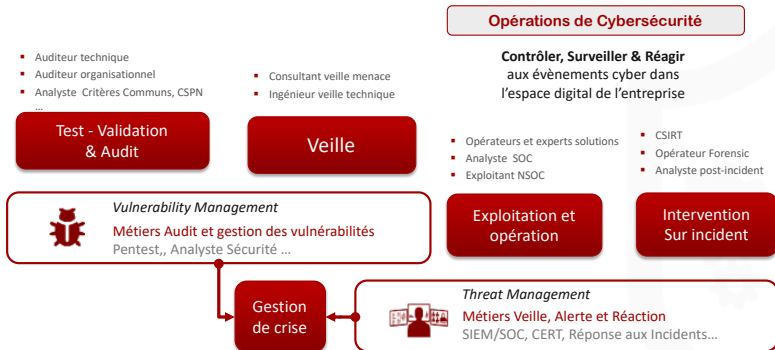 Opérations de Cybersécurité
Contrôler, Surveiller & Réagir
aux évènements cyber dans
l'espace digital de l'entreprise
▪ Auditeur technique
▪ Auditeur organisationnel
▪ Analyste Critères Communs, CSPN
...
Test - Validation
& Audit
▪ Consultant veille menace
▪ Ingénieur veille technique
Veille
▪ Opérateurs et experts solutions
▪ Analyste SOC
▪ Exploitant NSOC
Exploitation et
opération
▪ CSIRT
▪ Opérateur Forensic
▪ Analyste post-incident
Intervention
Sur incident
Vulnerability Management
Métiers Audit et gestion des vulnérabilités
Pentest,, Analyste Sécurité ...
Gestion
de crise
Threat Management
Métiers Veille, Alerte et Réaction
SIEM/SOC, CERT, Réponse aux Incidents...